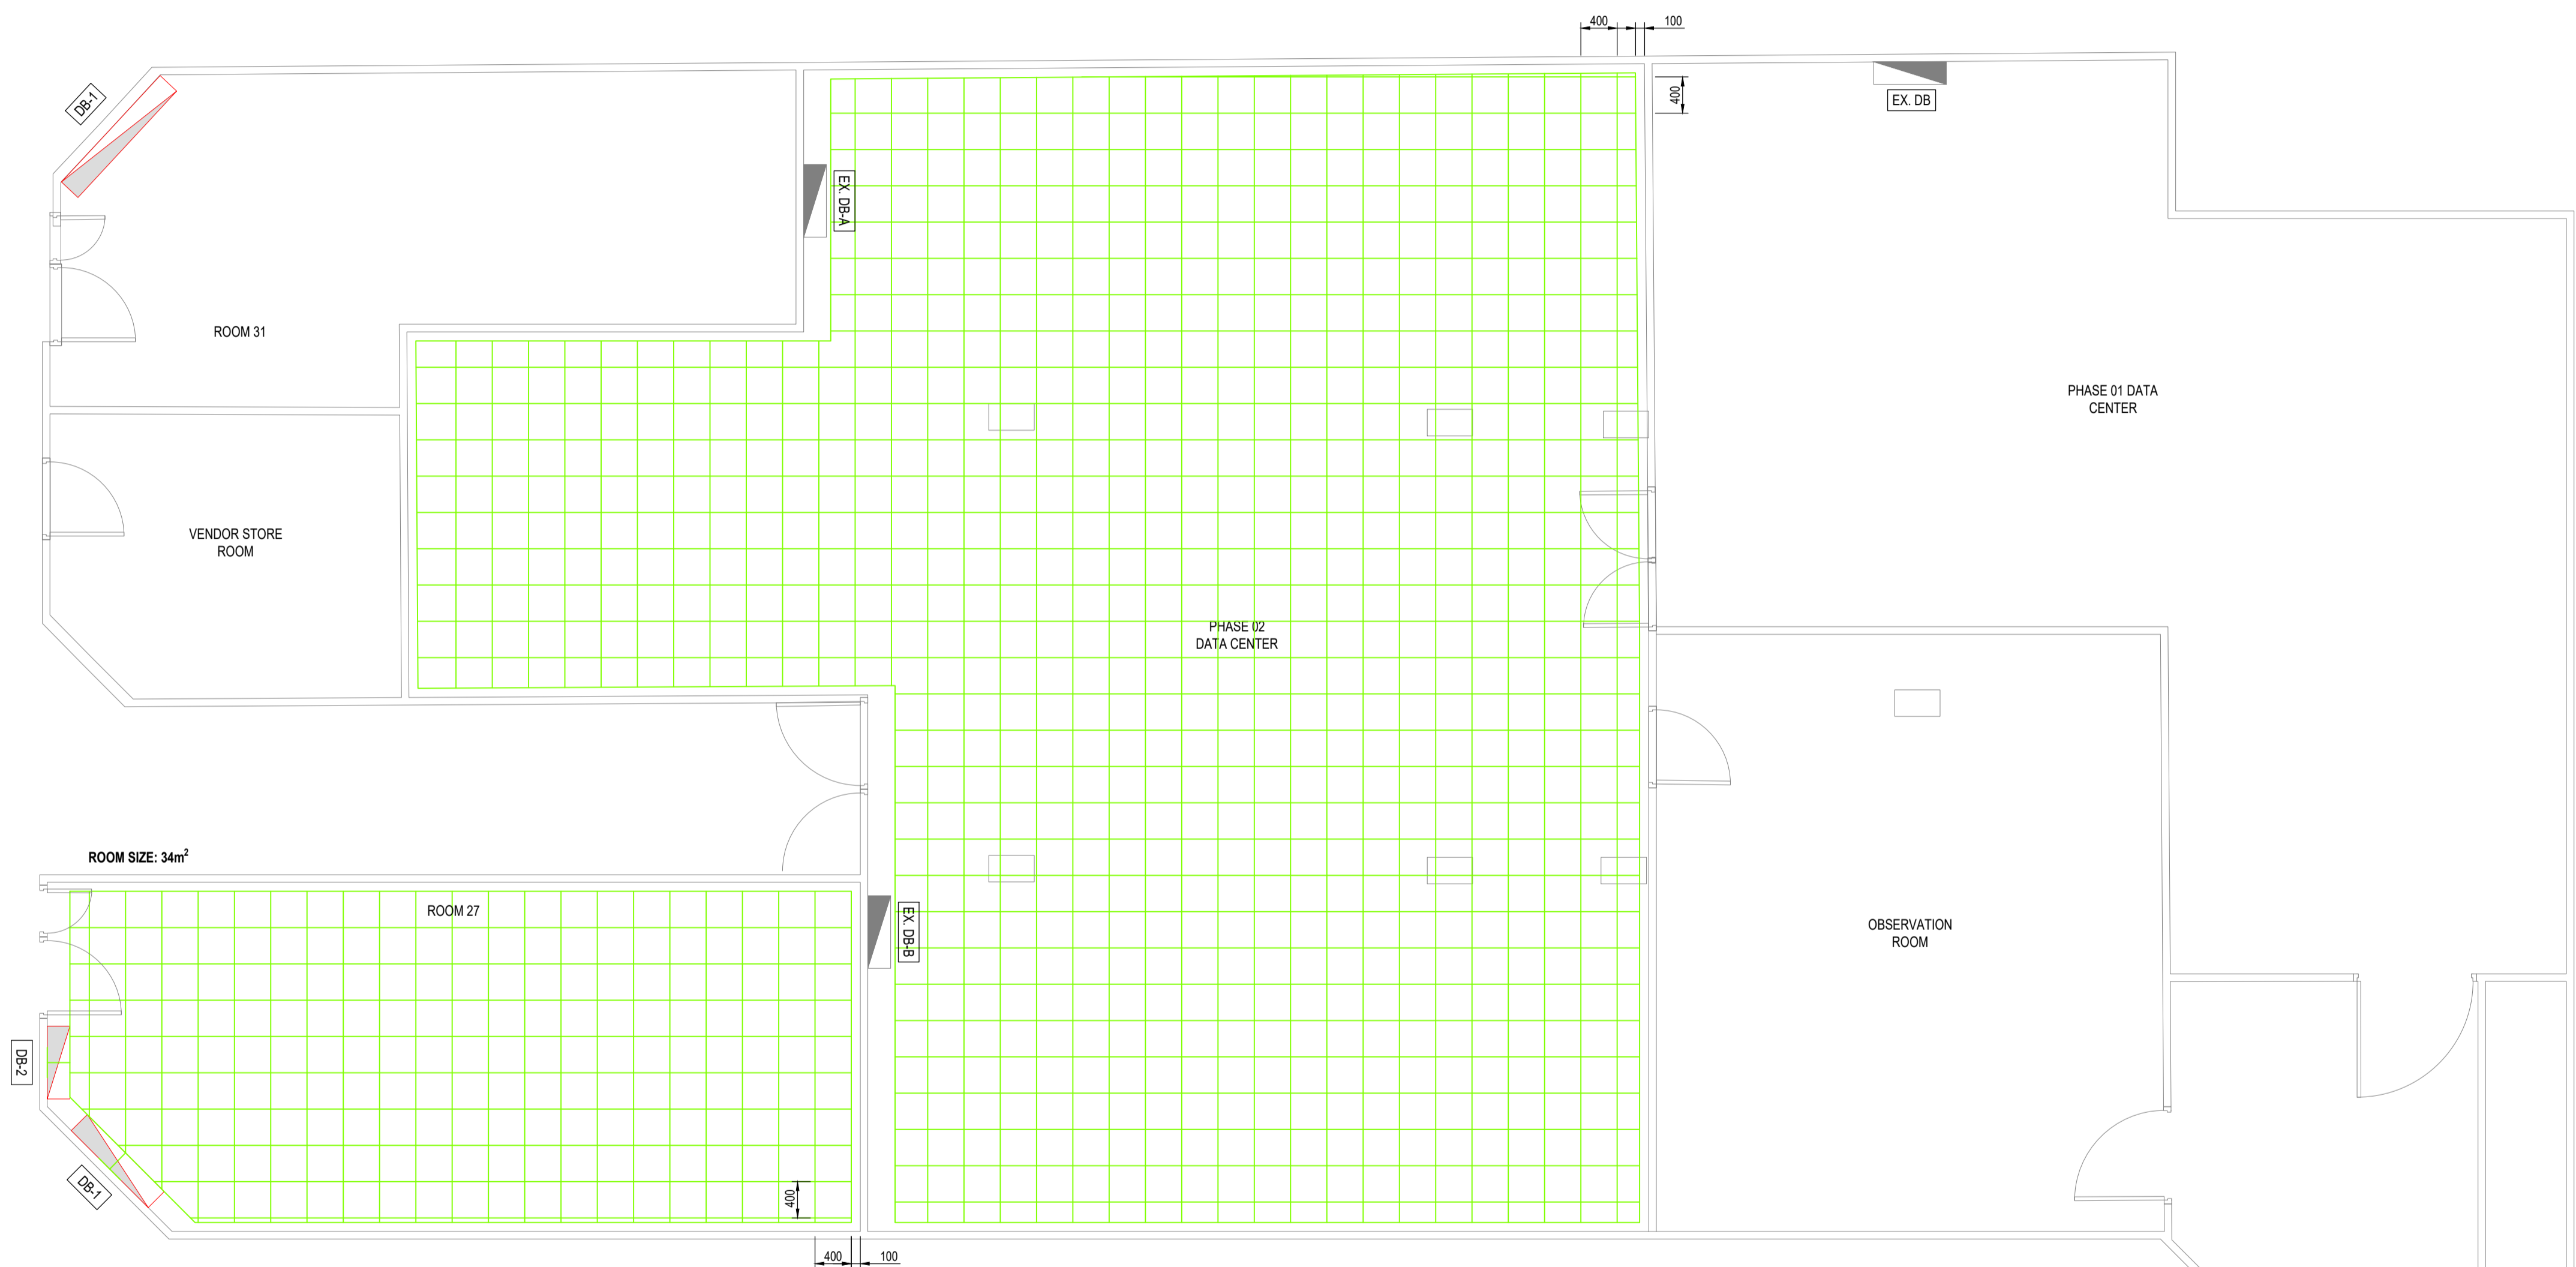 400
100
400
DB-1
EX. DB
EX. DB-A
ROOM 31
PHASE 01 DATA
CENTER
VENDOR STORE
ROOM
PHASE 02
DATA CENTER
ROOM SIZE: 34m²
ROOM 27
EX. DB-B
OBSERVATION
ROOM
DB-2
DB-1
400
400
100